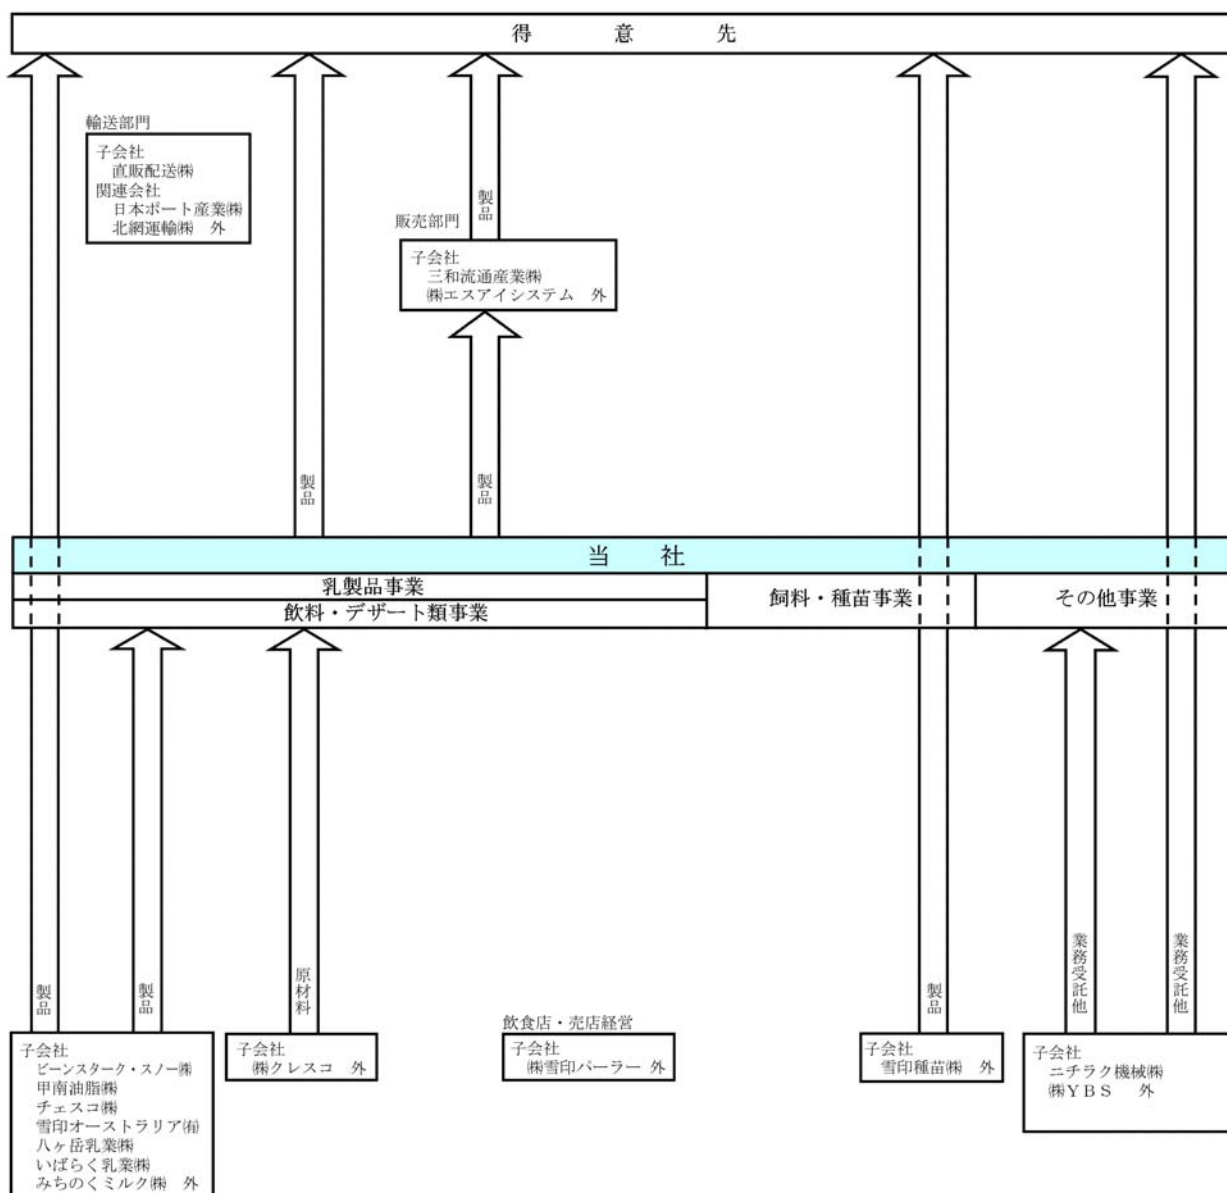 得意先
輸送部門
子会社
直販配送㈱
関連会社
日本ポート産業㈱
北網運輸㈱ 外
製品
販売部門
子会社
三和流通産業㈱
㈱エスアイシステム 外
製品
製品
当社
乳製品事業
飲料・デザート類事業
飼料・種苗事業
その他事業
製品
製品
原材料
製品
業務受託他
業務受託他
子会社
ビーンスターク・スノー㈱
甲南油脂㈱
チェスコ㈱
雪印オーストラリア㈲
八ヶ岳乳業㈱
いばらく乳業㈱
みちのくミルク㈱ 外
子会社
㈱クレスコ 外
飲食店・売店経営
子会社
㈱雪印パーラー 外
子会社
雪印種苗㈱ 外
子会社
ニチラク機械㈱
㈱YBS 外